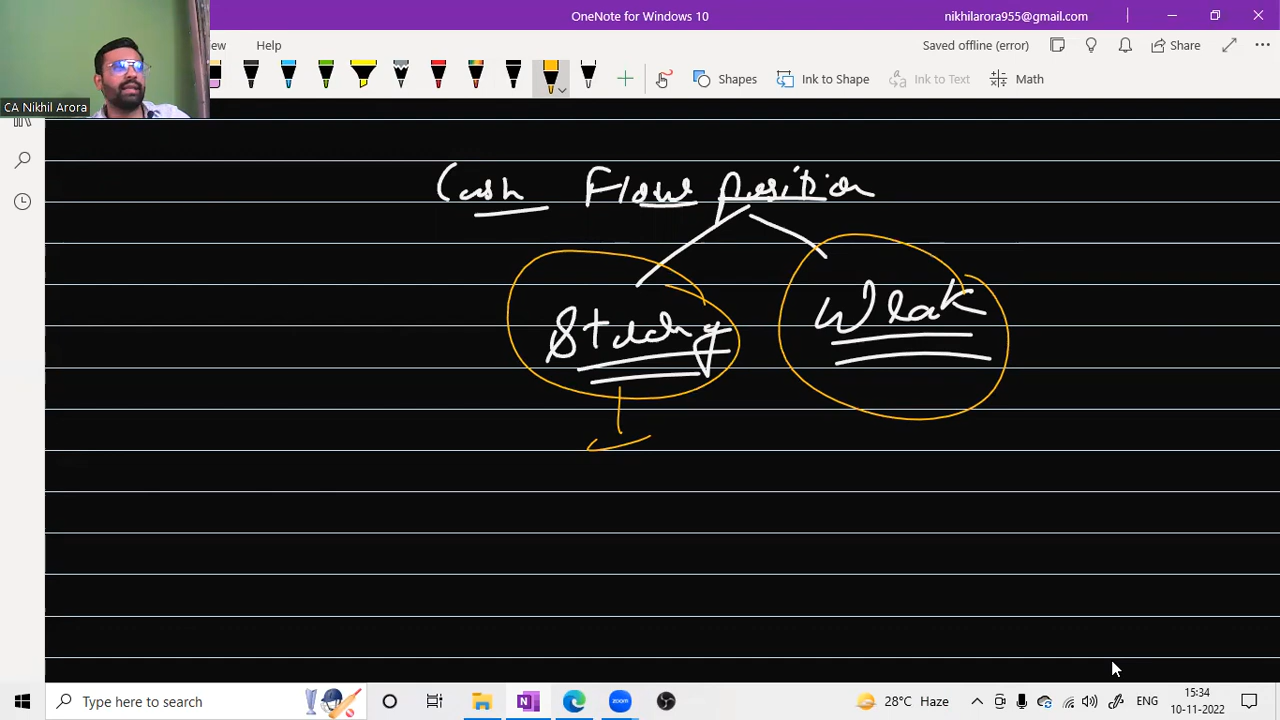 OneNote for Windows 10
nikhilarora955@gmail.com
ew Help
Saved offline (error)
Share
Shapes
Ink to Shape
Ink to Text
Math
CA Nikhil Arora
Cash Flow Position
Weak
Type here to search
zoom
28°C Haze
ENG
15:34
10-11-2022